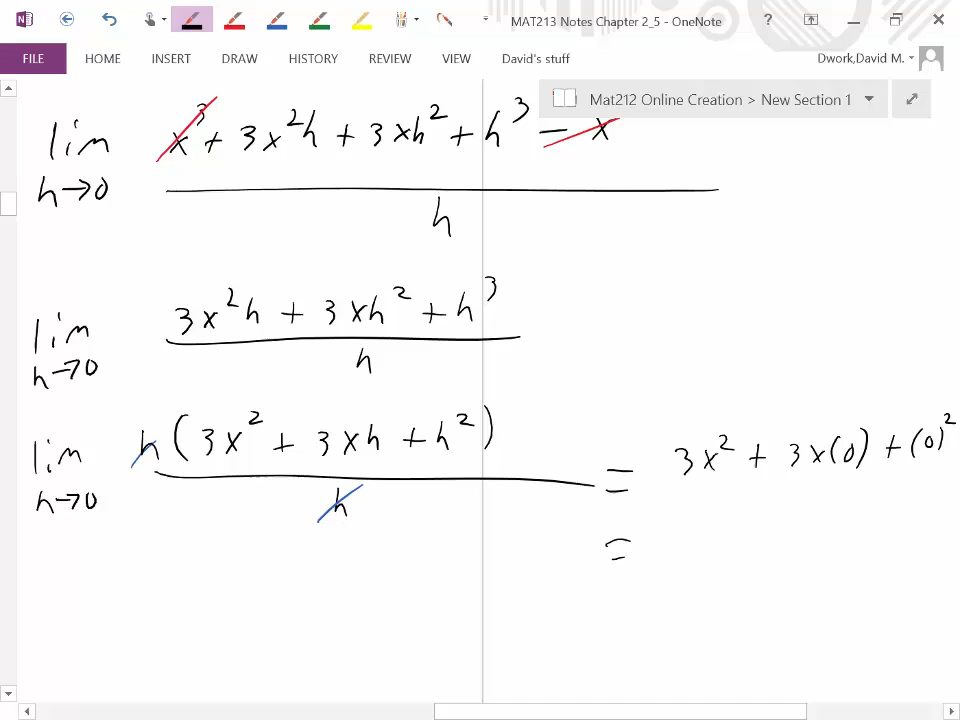 MAT213 Notes Chapter 2_5 - OneNote
FILE HOME INSERT DRAW HISTORY REVIEW VIEW David's stuff Dwork,David M.
Mat212 Online Creation > New Section 1
lim h→0 x³ + 3x²h + 3xh² + h³ − x
h
lim h→0 3x²h + 3xh² + h³
h
lim h→0 h(3x² + 3xh + h²) = 3x² + 3x(0) + (0)²
h
=